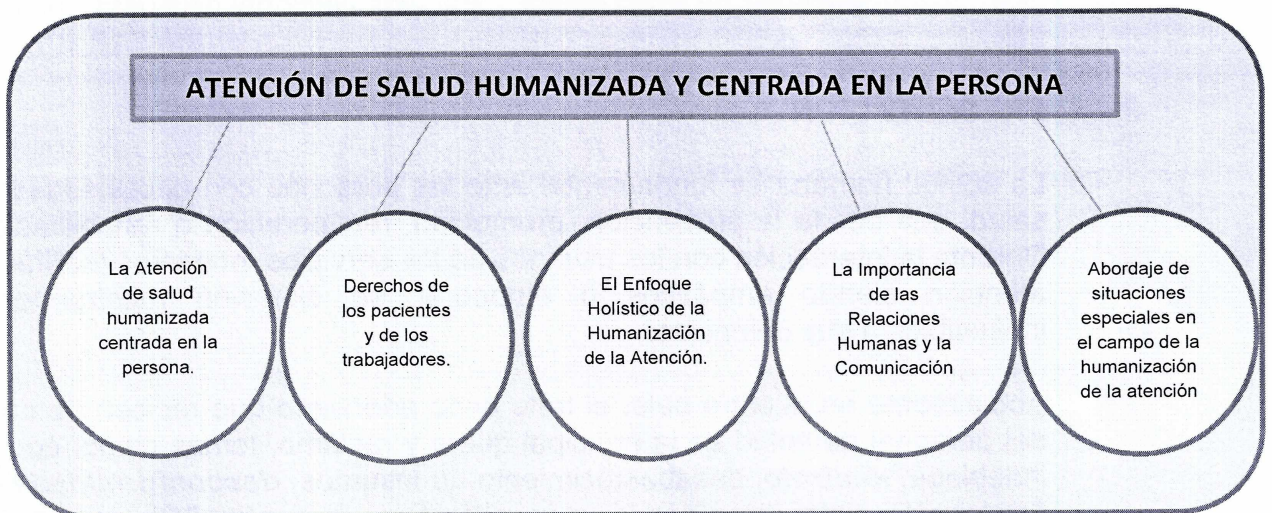 ATENCIÓN DE SALUD HUMANIZADA Y CENTRADA EN LA PERSONA
La Atención
de salud
humanizada
centrada en la
persona.
Derechos de
los pacientes
y de los
trabajadores.
El Enfoque
Holístico de la
Humanización
de la Atención.
La Importancia
de las
Relaciones
Humanas y la
Comunicación
Abordaje de
situaciones
especiales en
el campo de la
humanización
de la atención